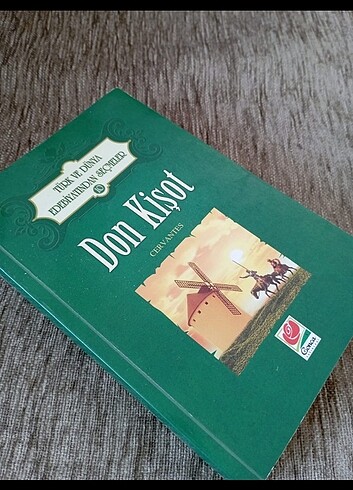 TÜRK VE DÜNYA
EDEBİYATINDAN SEÇMELER
Don Kişot
CERVANTES